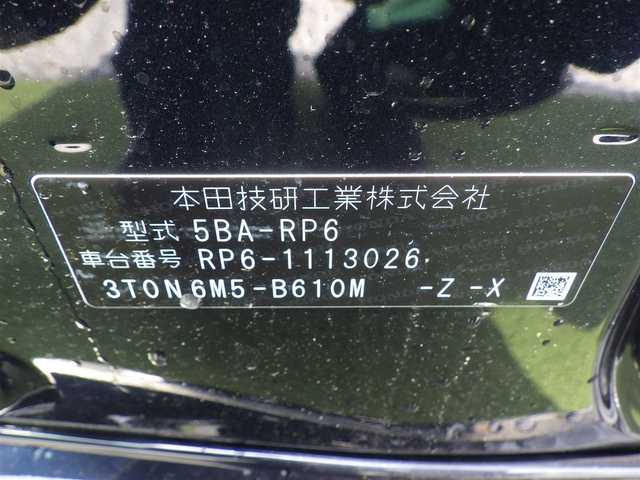 本田技研工業株式会社
型式 5BA-RP6
車台番号 RP6-1113026
3TON6M5-B610M -Z -X